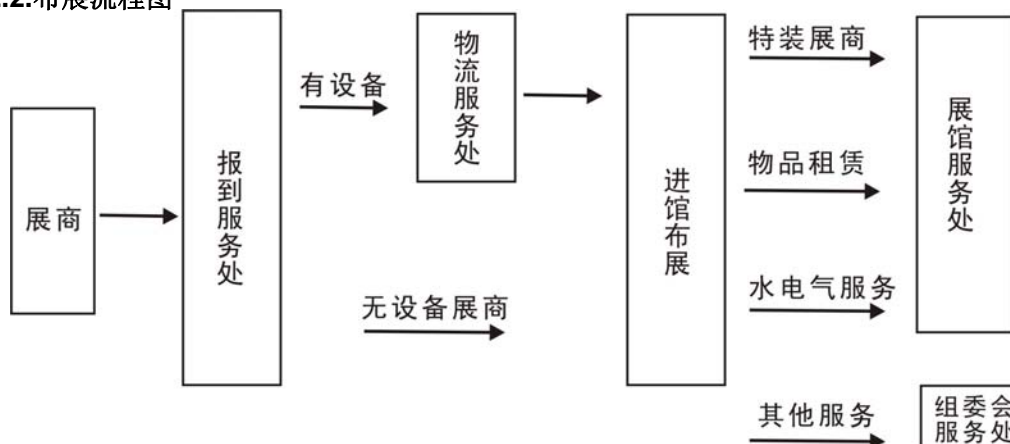 .2.布展流程图
展商
报到服务处
有设备
物流服务处
无设备展商
进馆布展
特装展商
物品租赁
水电气服务
其他服务
展馆服务处
组委会
服务处